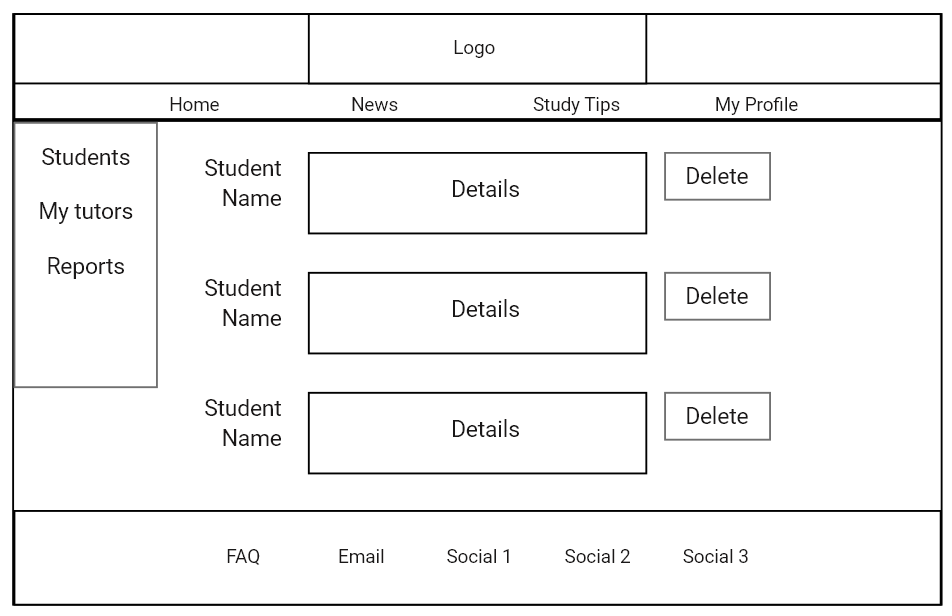 Logo
Home News Study Tips My Profile
Students
My tutors
Reports
Student
Name
Details
Delete
Student
Name
Details
Delete
Student
Name
Details
Delete
FAQ Email Social 1 Social 2 Social 3